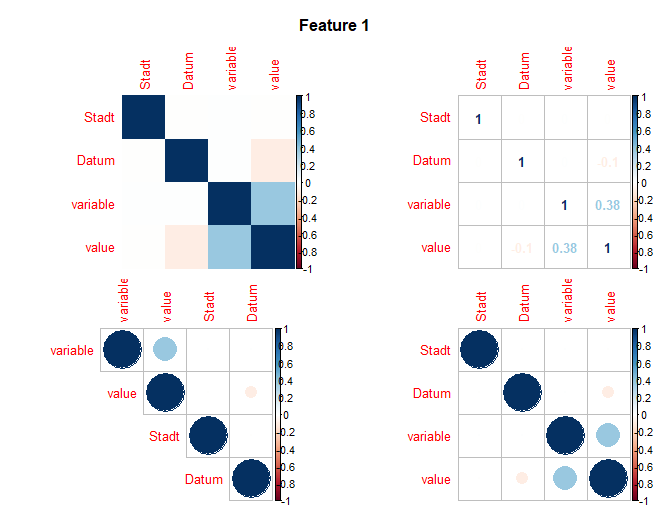 Feature 1
Stadt Datum variable value
Stadt
Datum
variable
value
1
0.8
0.6
0.4
0.2
0
-0.2
-0.4
-0.6
-0.8
-1
Stadt Datum variable value
Stadt 1
Datum 1 -0.1
variable 1 0.38
value -0.1 0.38 1
1
0.8
0.6
0.4
0.2
0
-0.2
-0.4
-0.6
-0.8
-1
variable value Stadt Datum
variable
value
Stadt
Datum
1
0.8
0.6
0.4
0.2
0
-0.2
-0.4
-0.6
-0.8
-1
Stadt Datum variable value
Stadt
Datum
variable
value
1
0.8
0.6
0.4
0.2
0
-0.2
-0.4
-0.6
-0.8
-1